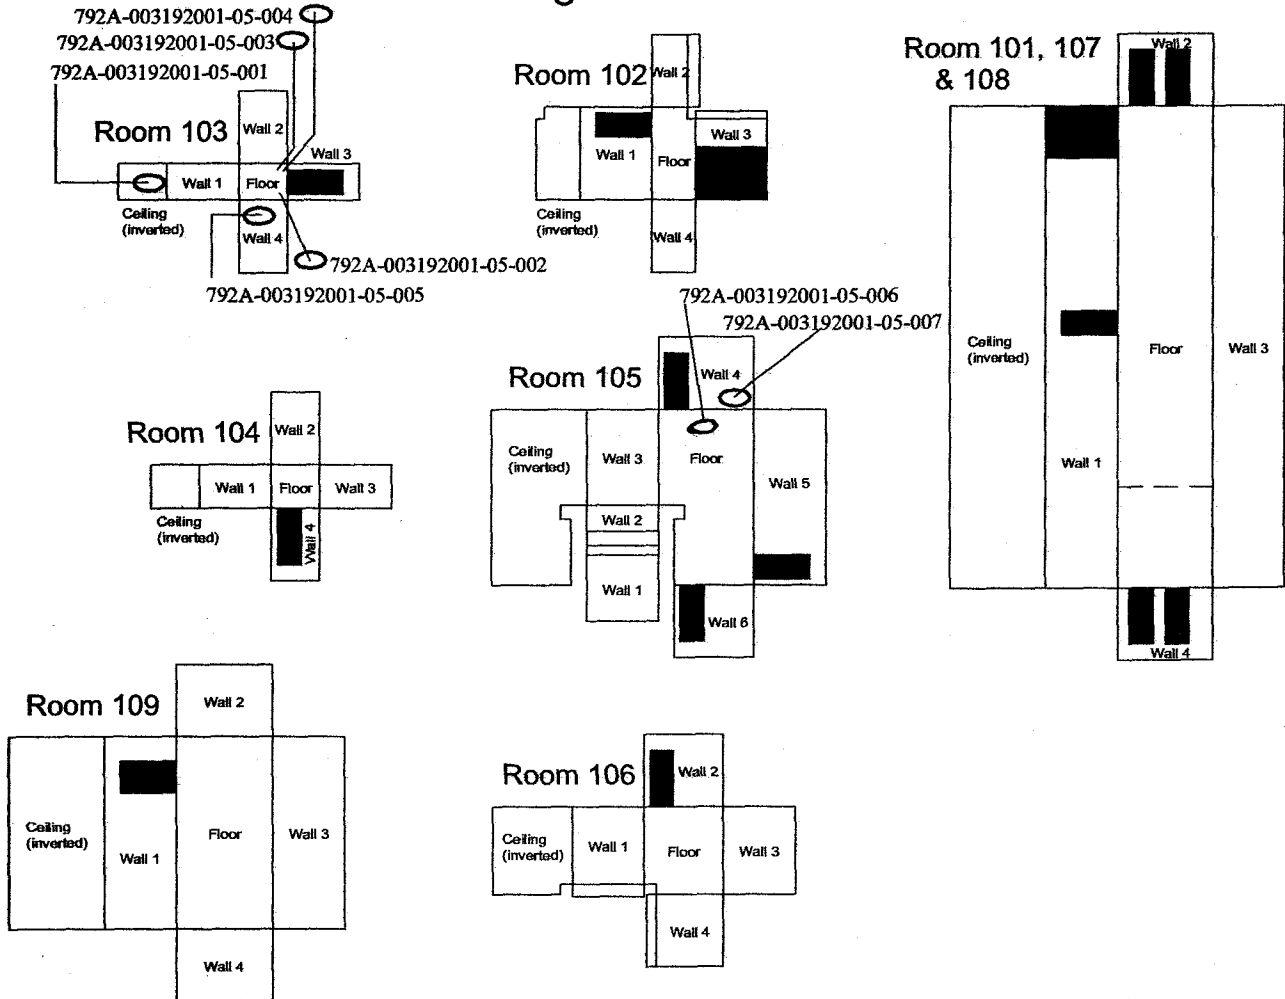 792A-003192001-05-004
792A-003192001-05-003
792A-003192001-05-001
Room 103
Wall 2
Wall 3
Wall 1
Floor
Ceiling
(inverted)
Wall 4
792A-003192001-05-002
792A-003192001-05-005
Room 102
Wall 2
Wall 3
Wall 1
Floor
Ceiling
(inverted)
Wall 4
Room 101, 107
& 108
Wall 2
Ceiling
(inverted)
Floor
Wall 3
Wall 1
Wall 4
792A-003192001-05-006
792A-003192001-05-007
Room 105
Wall 4
Ceiling
(inverted)
Wall 3
Floor
Wall 5
Wall 2
Wall 1
Wall 6
Room 104
Wall 2
Wall 1
Floor
Wall 3
Ceiling
(inverted)
Wall 4
Room 109
Wall 2
Ceiling
(inverted)
Floor
Wall 3
Wall 1
Wall 4
Room 106
Wall 2
Ceiling
(inverted)
Wall 1
Floor
Wall 3
Wall 4